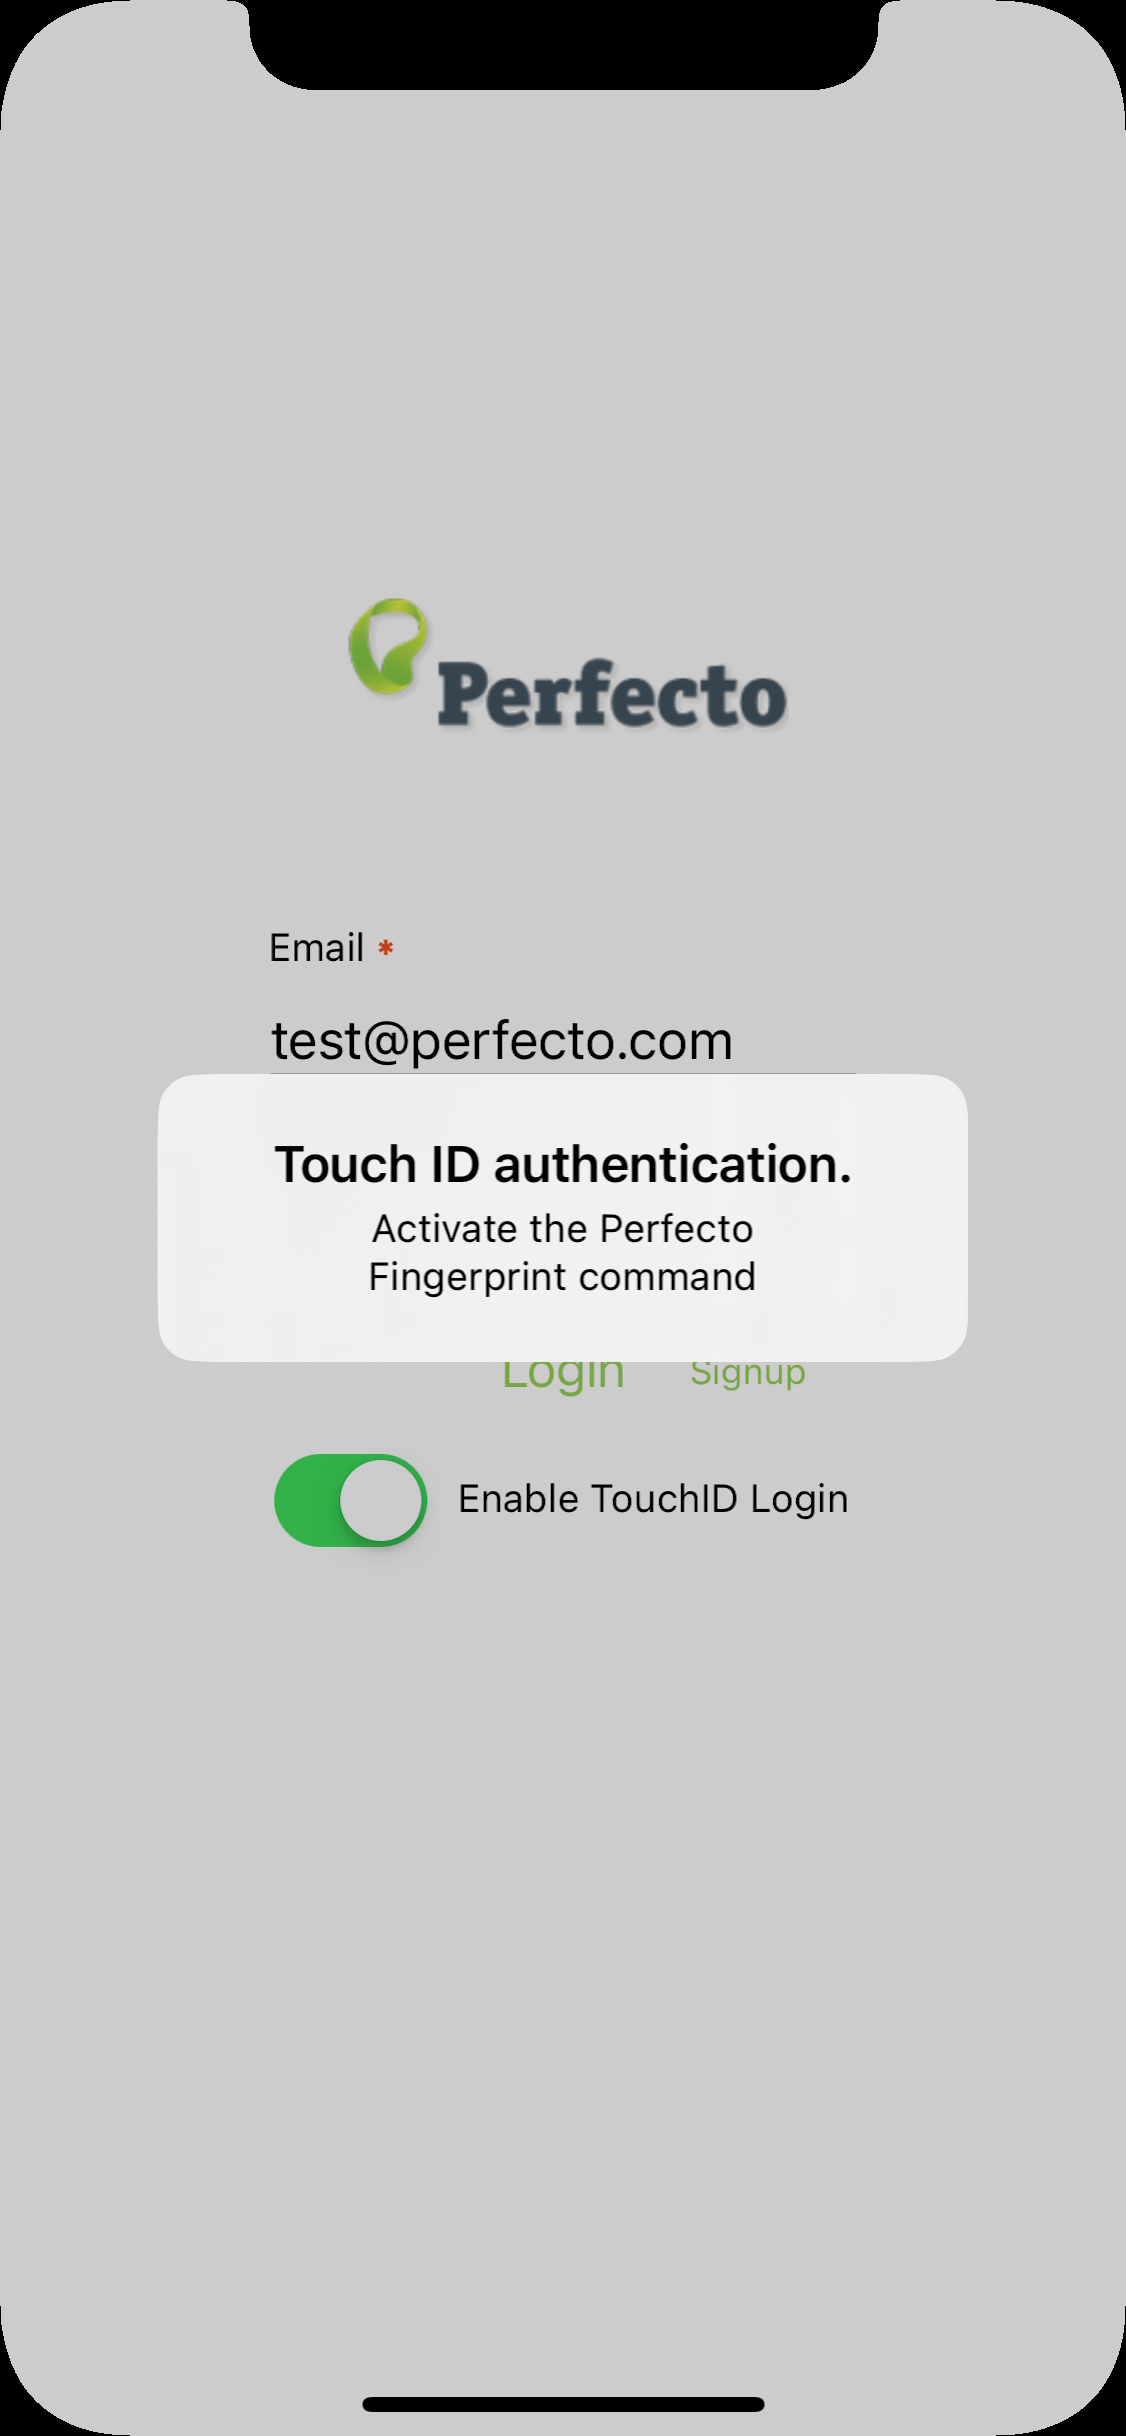 Perfecto
Email *
test@perfecto.com
Touch ID authentication.
Activate the Perfecto
Fingerprint command
Login Signup
Enable TouchID Login